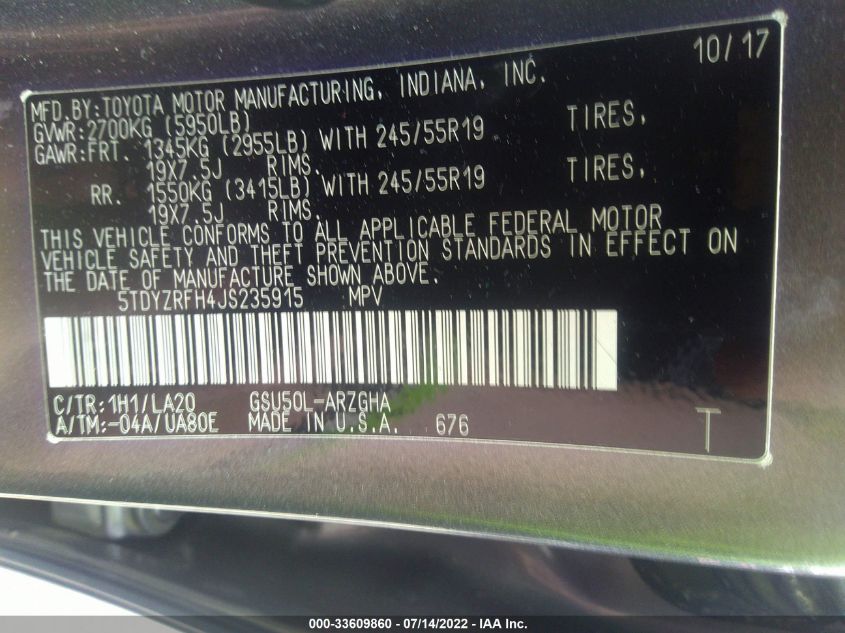 10/17
MFD.BY:TOYOTA MOTOR MANUFACTURING, INDIANA, INC.
GVWR:2700KG (5950LB)
GAWR:FRT. 1345KG (2955LB) WITH 245/55R19 TIRES,
19X7.5J RIMS.
RR. 1550KG (3415LB) WITH 245/55R19 TIRES,
19X7.5J RIMS.
THIS VEHICLE CONFORMS TO ALL APPLICABLE FEDERAL MOTOR
VEHICLE SAFETY AND THEFT PREVENTION STANDARDS IN EFFECT ON
THE DATE OF MANUFACTURE SHOWN ABOVE.
5TDYZRFH4JS235915 MPV
C/TR:1H1/LA20 GSU50L-ARZGHA
A/TM:-04A/UA80E MADE IN U.S.A. 676 T
000-33609860 - 07/14/2022 - IAA Inc.